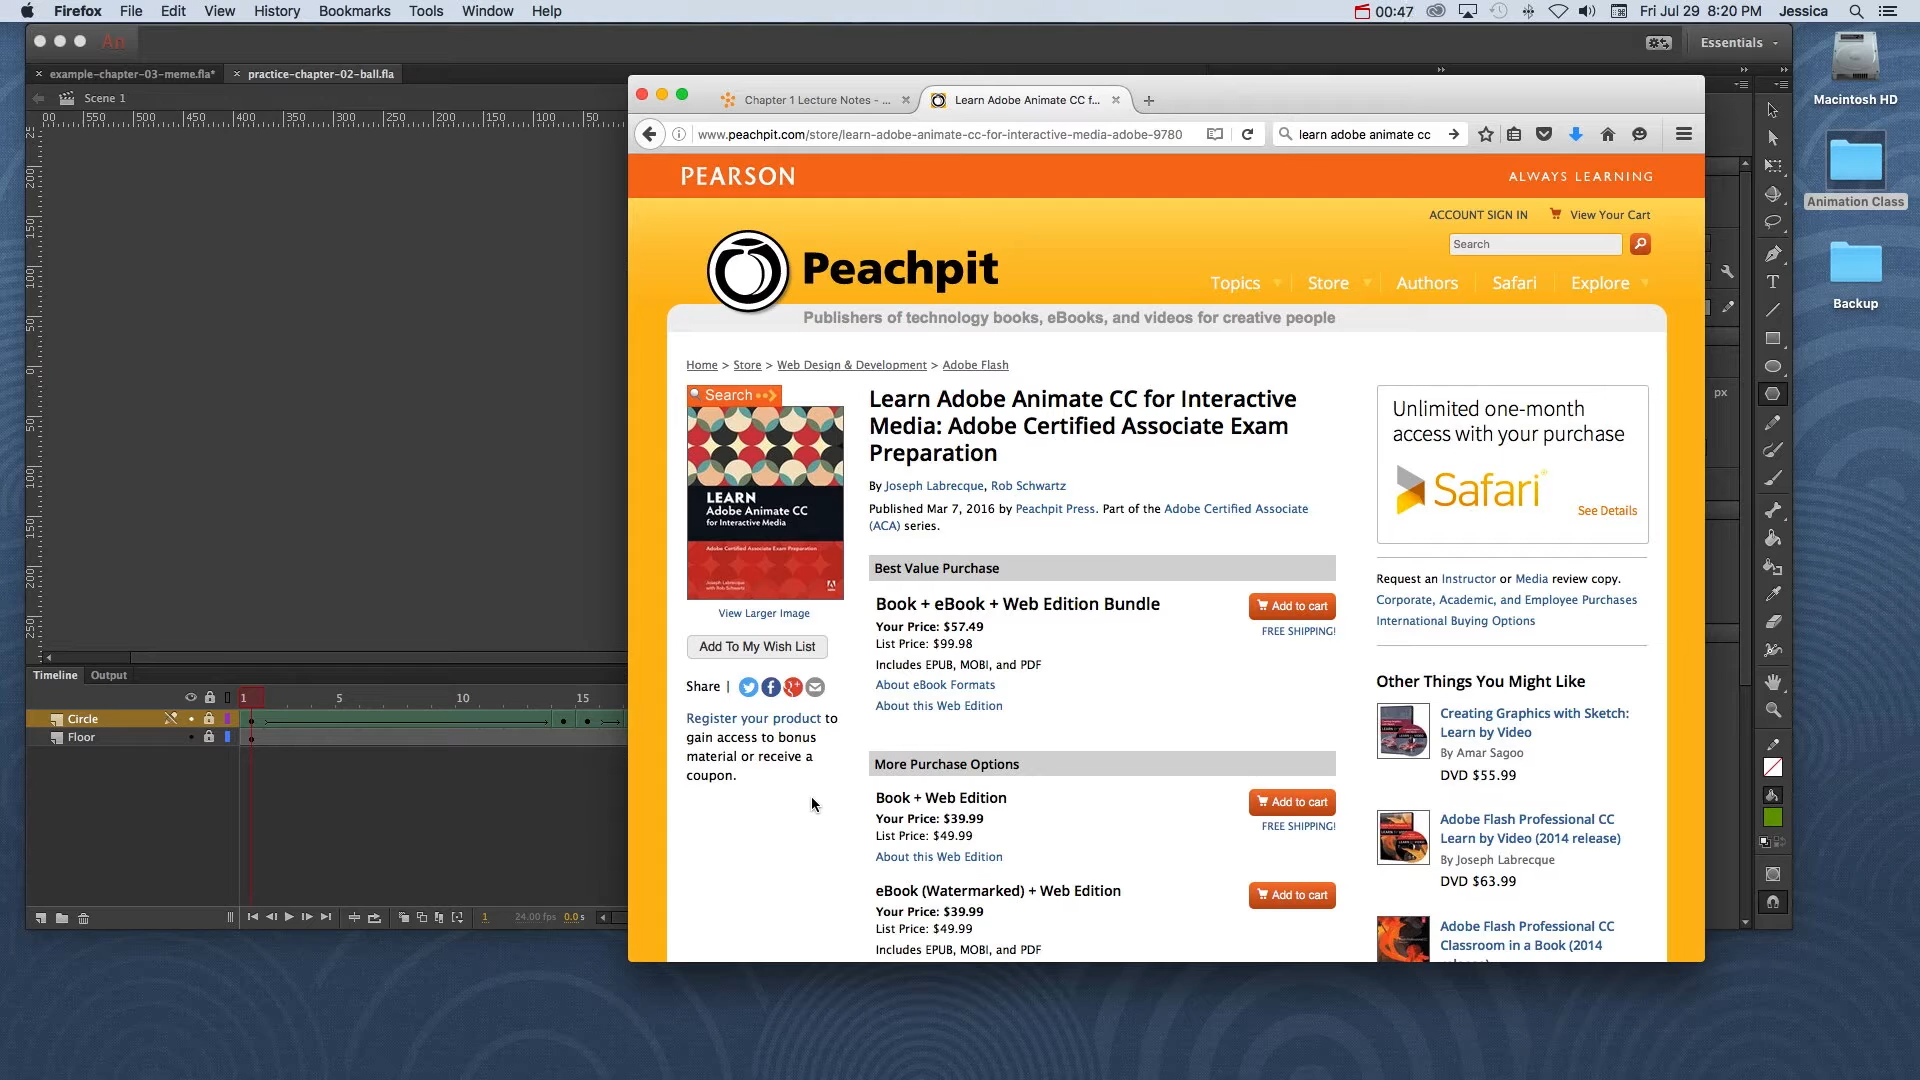 Firefox File Edit View History Bookmarks Tools Window Help
00:47
Fri Jul 29 8:20 PM Jessica
An
Essentials
example-chapter-03-meme.fla*
practice-chapter-02-ball.fla
Scene 1
Macintosh HD
Animation Class
Backup
Chapter 1 Lecture Notes - ...
Learn Adobe Animate CC f...
www.peachpit.com/store/learn-adobe-animate-cc-for-interactive-media-adobe-9780
learn adobe animate cc
PEARSON
ALWAYS LEARNING
ACCOUNT SIGN IN
View Your Cart
Search
Peachpit
Topics Store Authors Safari Explore
Publishers of technology books, eBooks, and videos for creative people
Home > Store > Web Design & Development > Adobe Flash
Search
LEARN
Adobe Animate CC
for Interactive Media
Adobe Certified Associate Exam Preparation
View Larger Image
Add To My Wish List
Share |
Register your product to
gain access to bonus
material or receive a
coupon.
Learn Adobe Animate CC for Interactive
Media: Adobe Certified Associate Exam
Preparation
By Joseph Labrecque, Rob Schwartz
Published Mar 7, 2016 by Peachpit Press. Part of the Adobe Certified Associate
(ACA) series.
Best Value Purchase
Book + eBook + Web Edition Bundle
Your Price: $57.49
List Price: $99.98
Includes EPUB, MOBI, and PDF
About eBook Formats
About this Web Edition
Add to cart
FREE SHIPPING!
More Purchase Options
Book + Web Edition
Your Price: $39.99
List Price: $49.99
About this Web Edition
Add to cart
FREE SHIPPING!
eBook (Watermarked) + Web Edition
Your Price: $39.99
List Price: $49.99
Includes EPUB, MOBI, and PDF
Add to cart
Unlimited one-month
access with your purchase
Safari
See Details
Request an Instructor or Media review copy.
Corporate, Academic, and Employee Purchases
International Buying Options
Other Things You Might Like
Creating Graphics with Sketch:
Learn by Video
By Amar Sagoo
DVD $55.99
Adobe Flash Professional CC
Learn by Video (2014 release)
By Joseph Labrecque
DVD $63.99
Adobe Flash Professional CC
Classroom in a Book (2014
px
Timeline
Output
1 5 10 15
Circle
Floor
1 24.00 fps 0.0 s